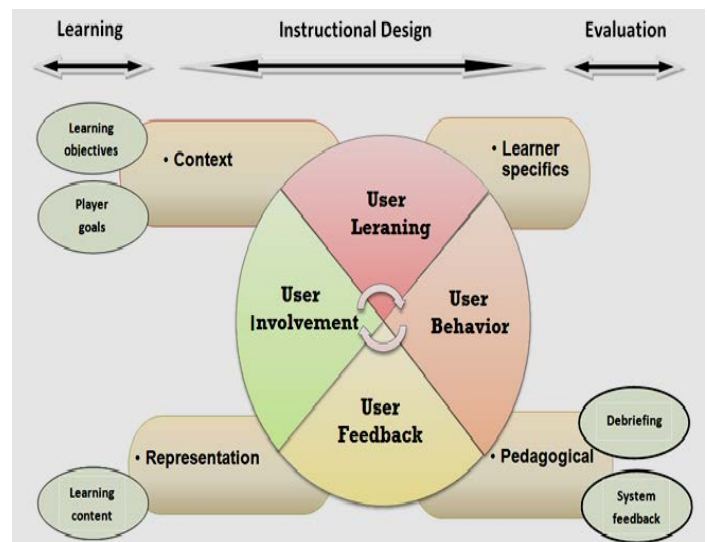 Learning
Instructional Design
Evaluation
Learning
objectives
Player
goals
• Context
• Learner
specifics
User
Leraning
User
Involvement
User
Behavior
User
Feedback
• Representation
• Pedagogical
Learning
content
Debriefing
System
feedback